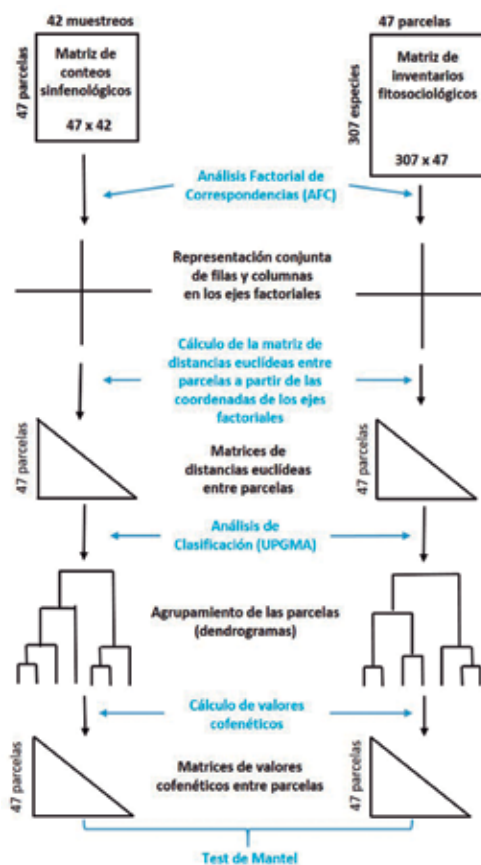 42 muestreos
47 parcelas
Matriz de
conteos
sinfenológicos
47 x 42
47 parcelas
307 especies
Matriz de
inventarios
fitosociológicos
307 x 47
Análisis Factorial de
Correspondencias (AFC)
Representación conjunta
de filas y columnas
en los ejes factoriales
Cálculo de la matriz de
distancias euclídeas entre
parcelas a partir de las
coordenadas de los ejes
factoriales
47 parcelas
Matrices de
distancias euclídeas
entre parcelas
47 parcelas
Análisis de
Clasificación (UPGMA)
Agrupamiento de las parcelas
(dendrogramas)
Cálculo de valores
cofenéticos
47 parcelas
Matrices de valores
cofenéticos entre parcelas
47 parcelas
Test de Mantel